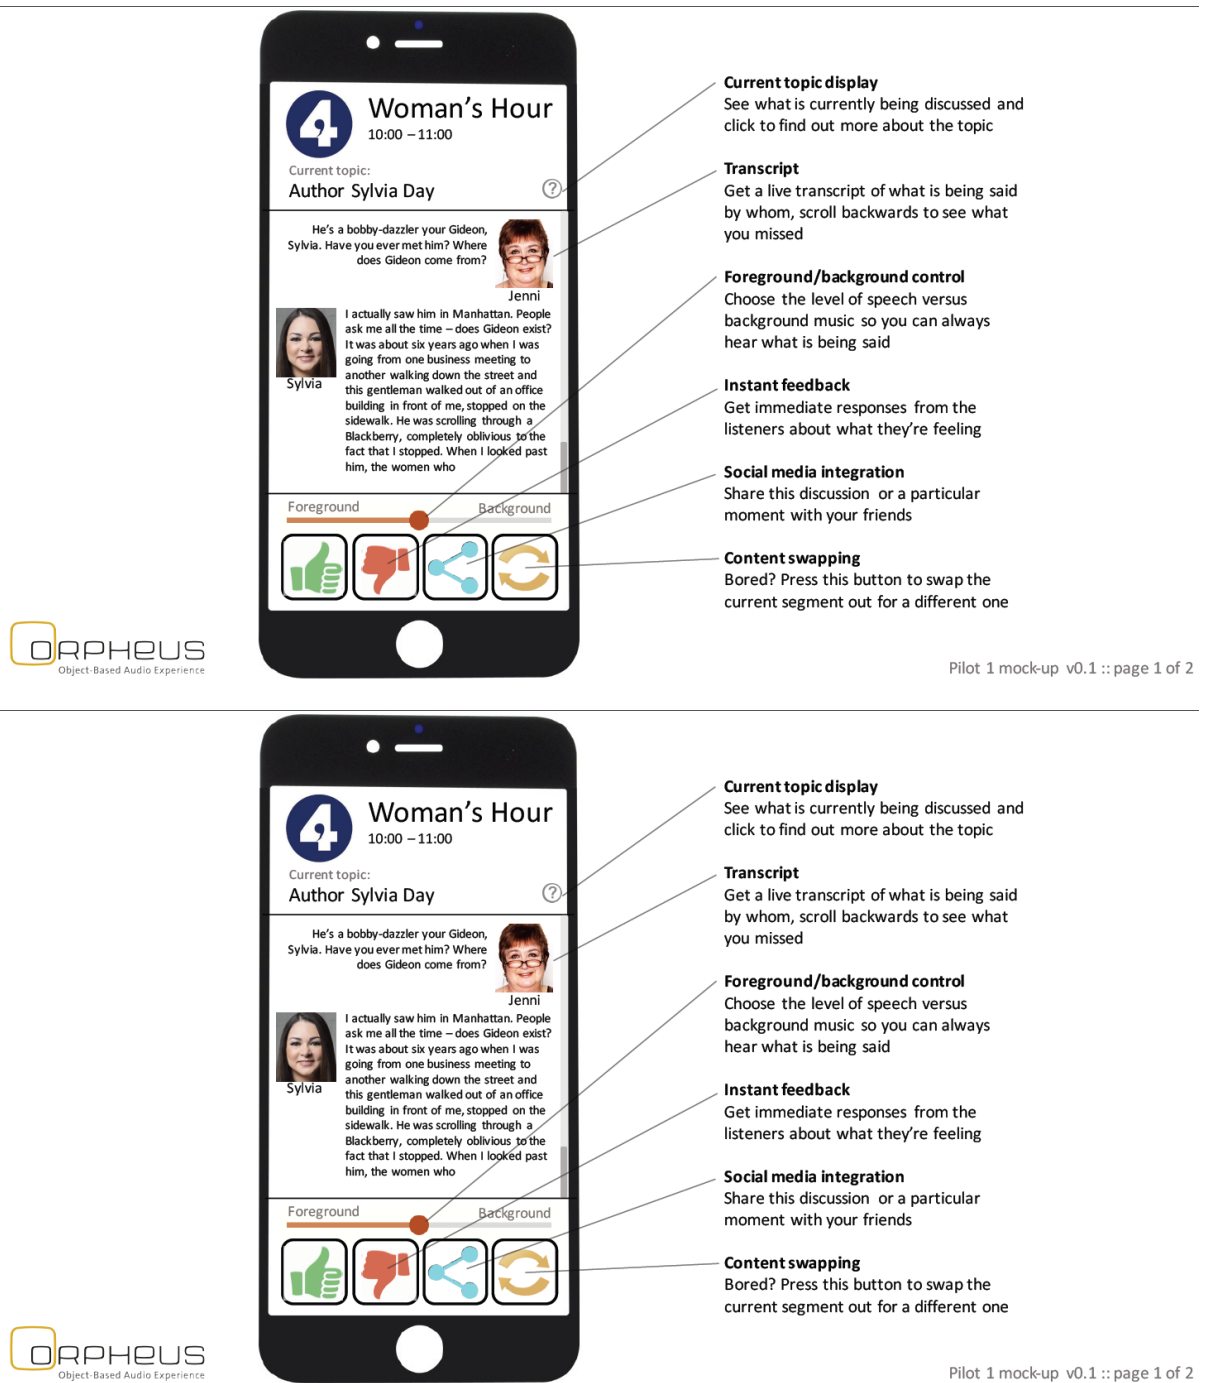 4
Woman's Hour
10:00 – 11:00
Current topic:
Author Sylvia Day
?
He's a bobby-dazzler your Gideon,
Sylvia. Have you ever met him? Where
does Gideon come from?
Jenni
I actually saw him in Manhattan. People
ask me all the time – does Gideon exist?
It was about six years ago when I was
going from one business meeting to
another walking down the street and
this gentleman walked out of an office
building in front of me, stopped on the
sidewalk. He was scrolling through a
Blackberry, completely oblivious to the
fact that I stopped. When I looked past
him, the women who
Sylvia
Foreground
Background
Current topic display
See what is currently being discussed and
click to find out more about the topic
Transcript
Get a live transcript of what is being said
by whom, scroll backwards to see what
you missed
Foreground/background control
Choose the level of speech versus
background music so you can always
hear what is being said
Instant feedback
Get immediate responses from the
listeners about what they're feeling
Social media integration
Share this discussion or a particular
moment with your friends
Content swapping
Bored? Press this button to swap the
current segment out for a different one
ORPHEUS
Object-Based Audio Experience
Pilot 1 mock-up v0.1 :: page 1 of 2
4
Woman's Hour
10:00 – 11:00
Current topic:
Author Sylvia Day
?
He's a bobby-dazzler your Gideon,
Sylvia. Have you ever met him? Where
does Gideon come from?
Jenni
I actually saw him in Manhattan. People
ask me all the time – does Gideon exist?
It was about six years ago when I was
going from one business meeting to
another walking down the street and
this gentleman walked out of an office
building in front of me, stopped on the
sidewalk. He was scrolling through a
Blackberry, completely oblivious to the
fact that I stopped. When I looked past
him, the women who
Sylvia
Foreground
Background
Current topic display
See what is currently being discussed and
click to find out more about the topic
Transcript
Get a live transcript of what is being said
by whom, scroll backwards to see what
you missed
Foreground/background control
Choose the level of speech versus
background music so you can always
hear what is being said
Instant feedback
Get immediate responses from the
listeners about what they're feeling
Social media integration
Share this discussion or a particular
moment with your friends
Content swapping
Bored? Press this button to swap the
current segment out for a different one
ORPHEUS
Object-Based Audio Experience
Pilot 1 mock-up v0.1 :: page 1 of 2